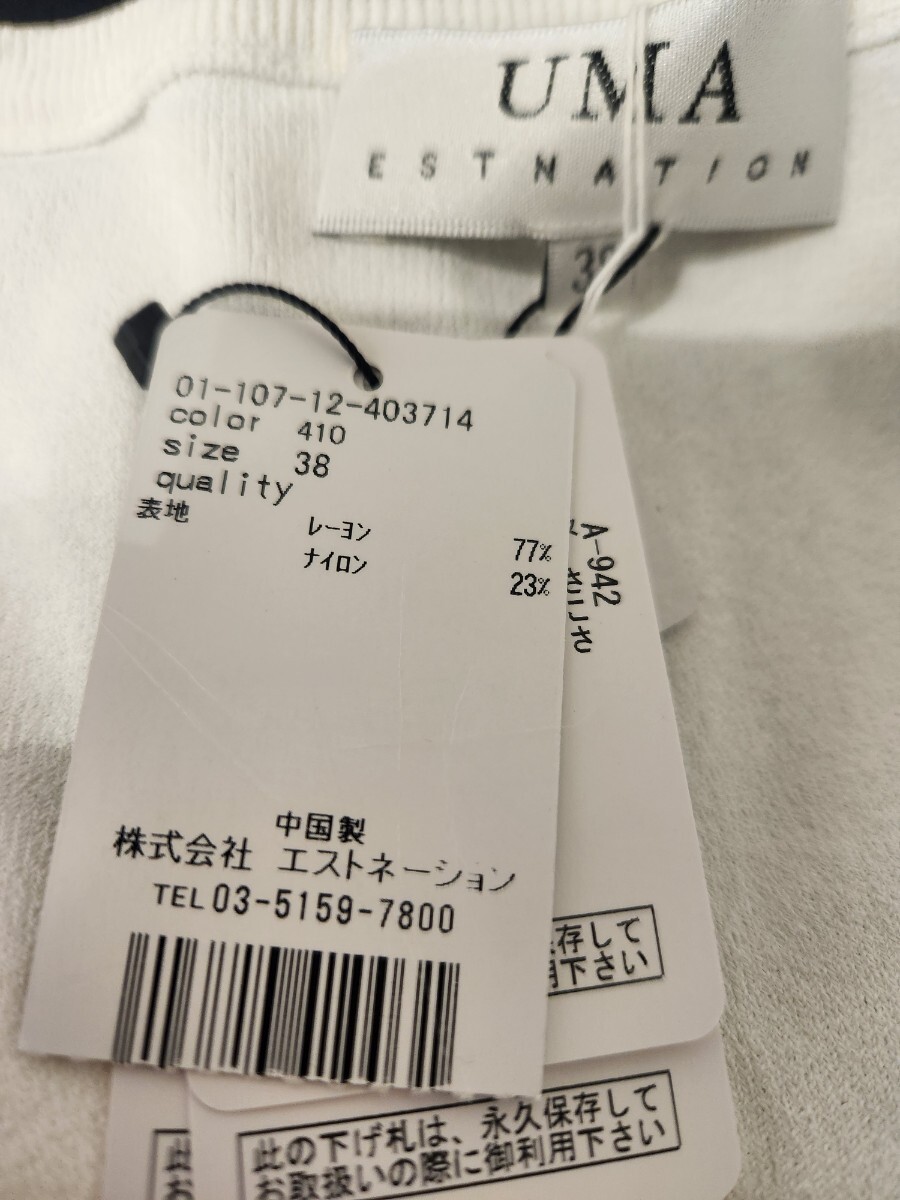 UMA
ESTNATION
01-107-12-403714
color 410
size 38
quality
表地
レーヨン 77%
ナイロン 23%
A-942
中国製
株式会社 エストネーション
TEL 03-5159-7800
保存して
用下さい
此の下げ札は、永久保存して
お取扱いの際に御利用下さい
此
お